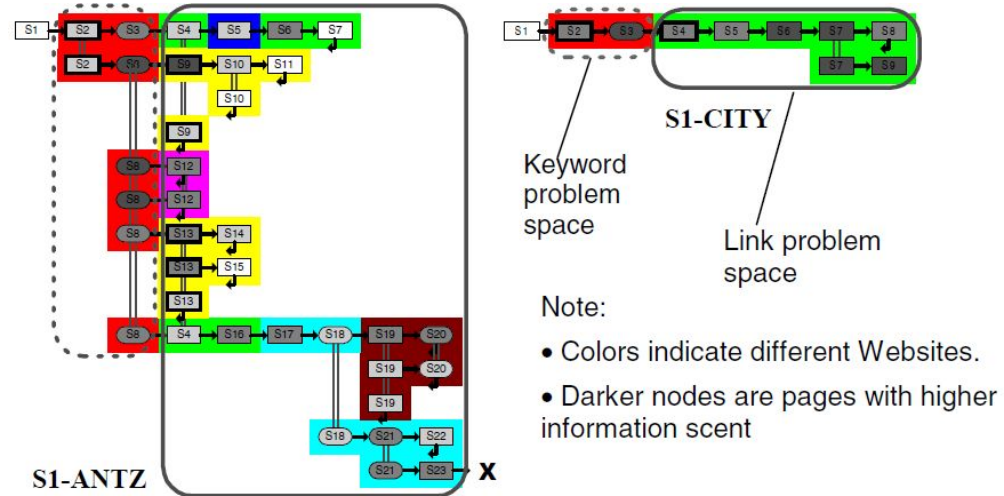 S1 S2 S3 S4 S5 S6 S7
S2 S9 S10 S11
S10
S9
S8 S12
S8 S12
S8 S13 S14
S13 S15
S13
S8 S4 S16 S17 S18 S19 S20
S19 S20
S19
S18 S21 S22
S21 S23 X
S1-ANTZ
S1 S2 S3 S4 S5 S6 S7 S8
S7 S9
S1-CITY
Keyword
problem
space
Link problem
space
Note:
• Colors indicate different Websites.
• Darker nodes are pages with higher
information scent